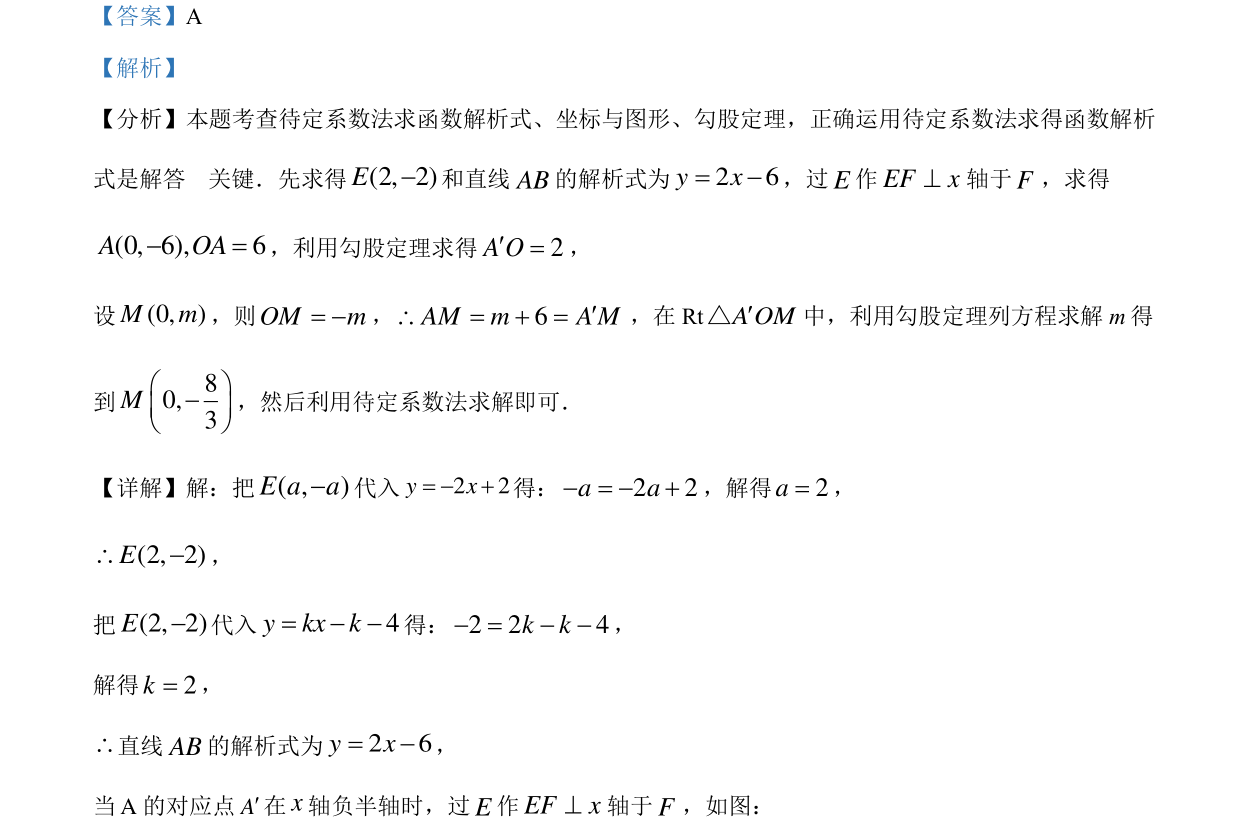 【答案】A
【解析】
【分析】本题考查待定系数法求函数解析式、坐标与图形、勾股定理，正确运用待定系数法求得函数解析
式是解答 关键．先求得E(2,−2)和直线 AB 的解析式为 y = 2x − 6，过 E 作 EF ⊥ x 轴于 F ，求得
A(0,−6),OA = 6，利用勾股定理求得 A′O = 2，
设 M (0,m)，则 OM = −m，∴ AM = m + 6 = A′M ，在 Rt△A′OM 中，利用勾股定理列方程求解 m 得
到 M(0,−8/3)，然后利用待定系数法求解即可．
【详解】解：把 E(a,−a) 代入 y = −2x + 2 得：−a = −2a + 2，解得 a = 2，
∴E(2,−2)，
把 E(2,−2) 代入 y = kx − k − 4 得：−2 = 2k − k − 4，
解得 k = 2，
∴直线 AB 的解析式为 y = 2x − 6，
当 A 的对应点 A′ 在 x 轴负半轴时，过 E 作 EF ⊥ x 轴于 F ，如图：